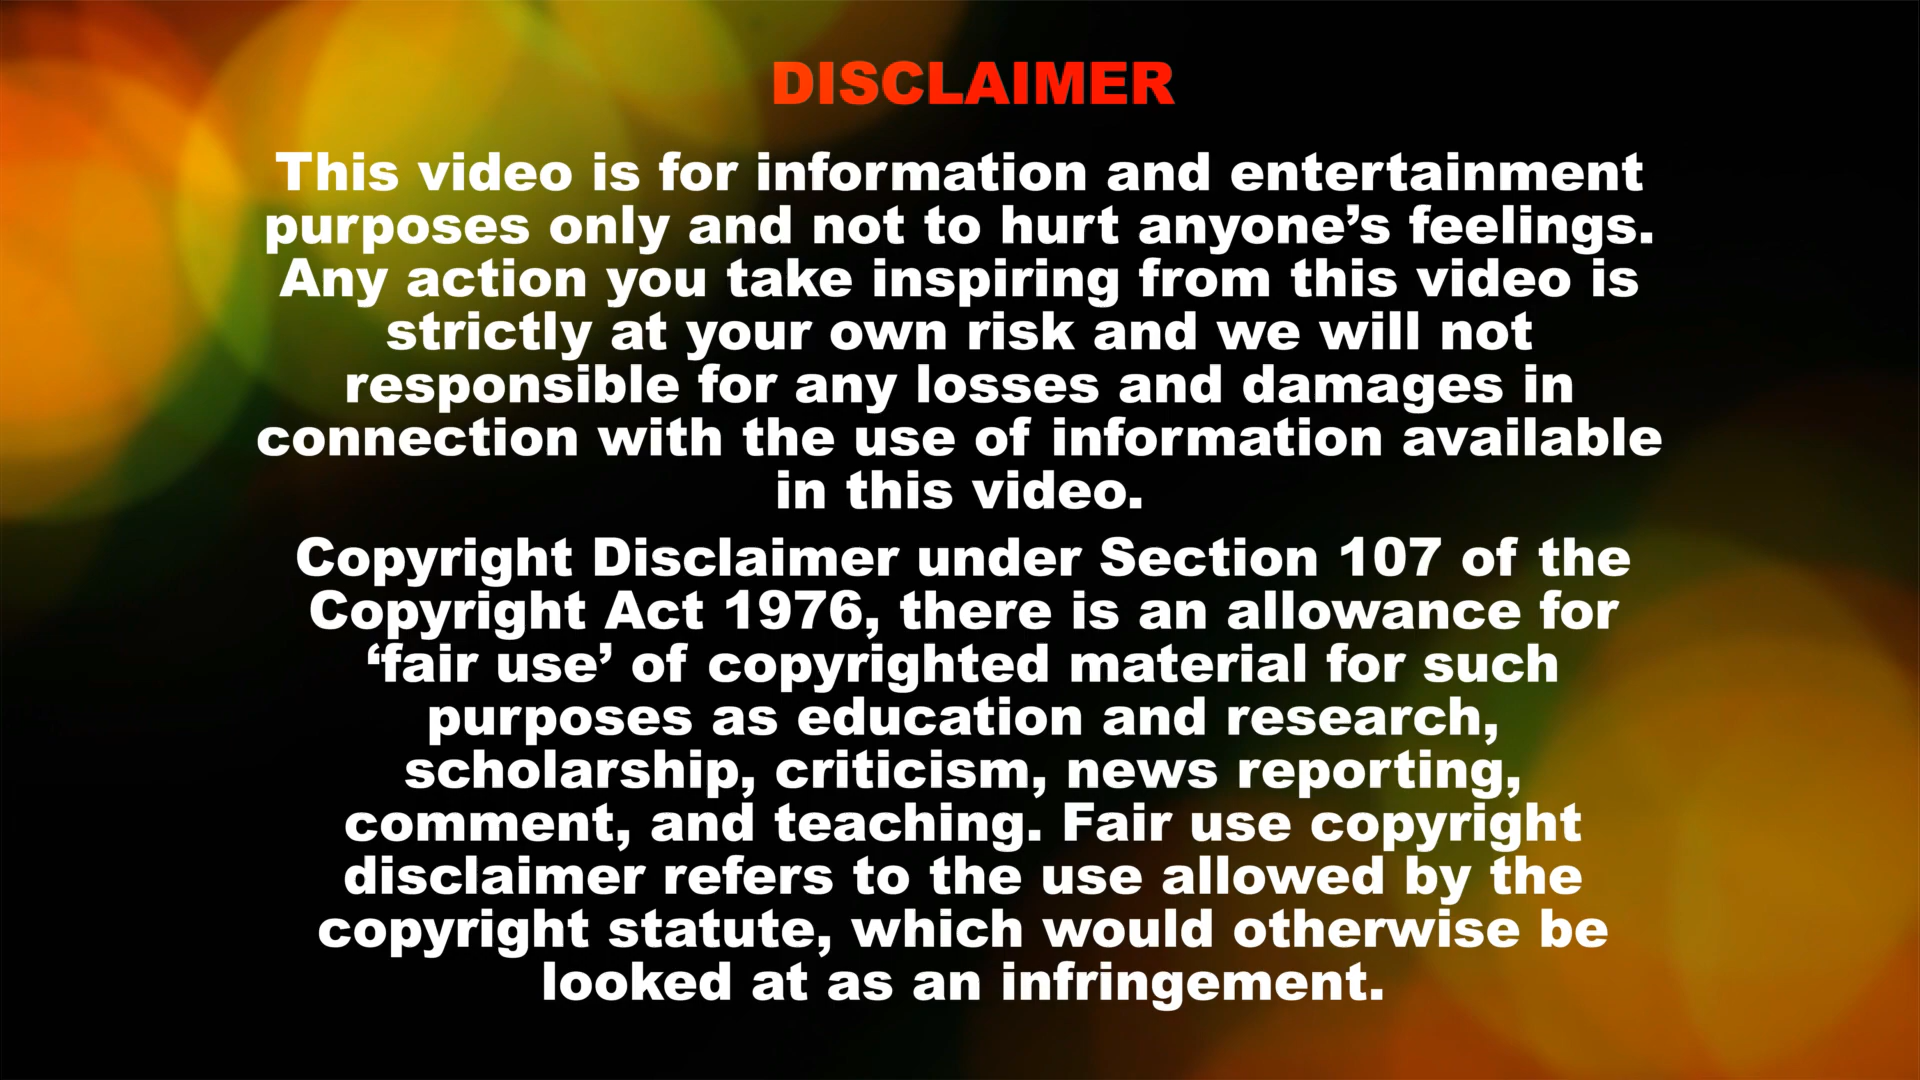 DISCLAIMER
This video is for information and entertainment
purposes only and not to hurt anyone’s feelings.
Any action you take inspiring from this video is
strictly at your own risk and we will not
responsible for any losses and damages in
connection with the use of information available
in this video.
Copyright Disclaimer under Section 107 of the
Copyright Act 1976, there is an allowance for
‘fair use’ of copyrighted material for such
purposes as education and research,
scholarship, criticism, news reporting,
comment, and teaching. Fair use copyright
disclaimer refers to the use allowed by the
copyright statute, which would otherwise be
looked at as an infringement.